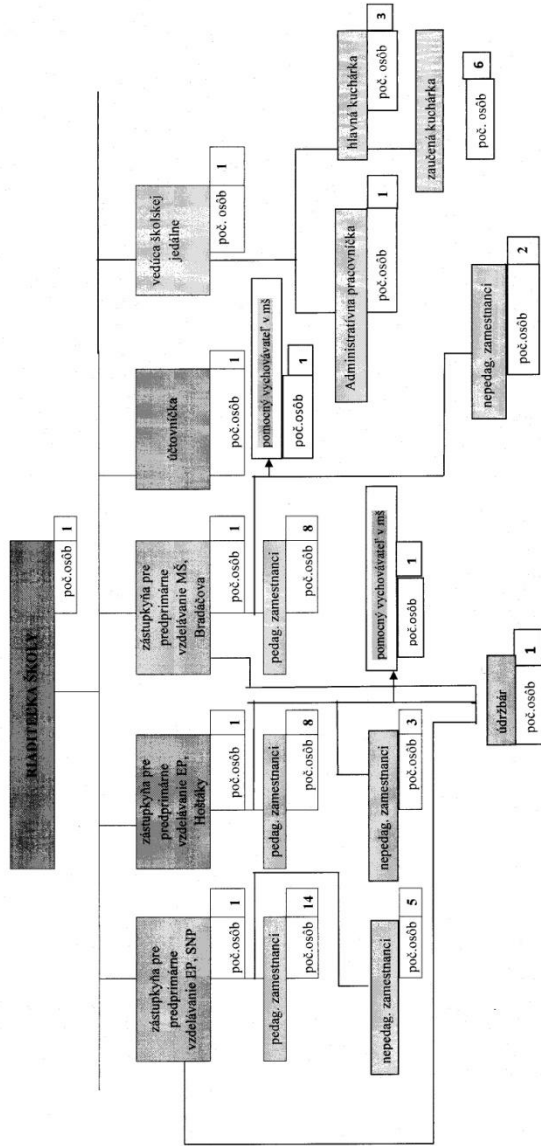 RIADITEĽKA ŠKOLY
poč.osôb 1
zástupkyňa pre
predprimárne
vzdelávanie EP, SNP
poč.osôb 1
zástupkyňa pre
predprimárne
vzdelávanie EP,
Hoštáky
poč.osôb 1
zástupkyňa pre
predprimárne
vzdelávanie MŠ,
Bradáčova
poč.osôb 1
účtovníčka
poč.osôb 1
vedúca školskej
jedálne
poč. osôb 1
pedag. zamestnanci
poč.osôb 14
pedag. zamestnanci
poč.osôb 8
pedag. zamestnanci
poč.osôb 8
pomocný vychovávateľ v mš
poč.osôb 1
nepedag. zamestnanci
poč.osôb 5
nepedag. zamestnanci
poč.osôb 3
pomocný vychovávateľ v mš
poč.osôb 1
Administratívna pracovníčka
poč.osôb 1
hlavná kuchárka
poč. osôb 3
zaučená kuchárka
poč. osôb 6
nepedag. zamestnanci
poč.osôb 2
údržbár
poč.osôb 1